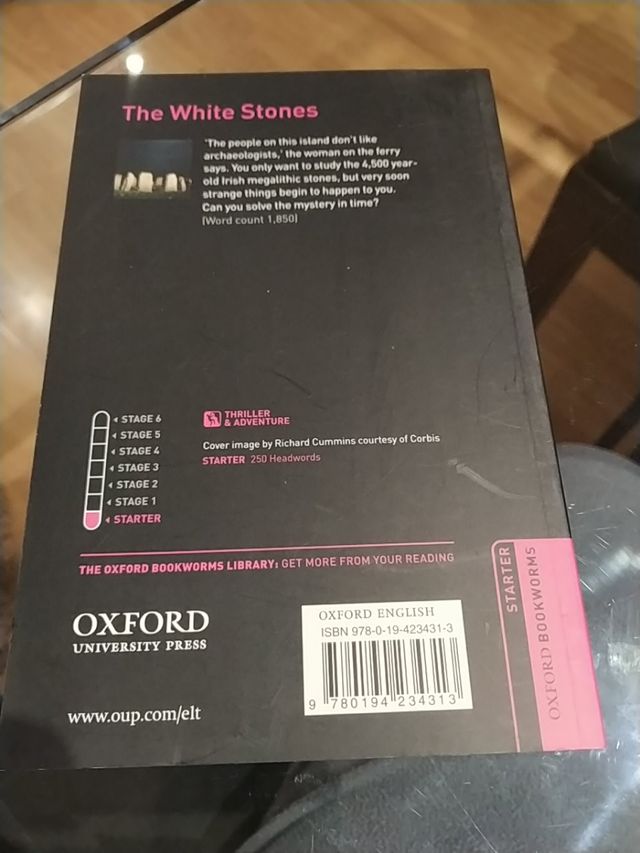 The White Stones
'The people on this island don't like
archaeologists,' the woman on the ferry
says. You only want to study the 4,500 year-
old Irish megalithic stones, but very soon
strange things begin to happen to you.
Can you solve the mystery in time?
(Word count 1,850)
STAGE 6
STAGE 5
STAGE 4
STAGE 3
STAGE 2
STAGE 1
STARTER
THRILLER
& ADVENTURE
Cover image by Richard Cummins courtesy of Corbis
STARTER 250 Headwords
THE OXFORD BOOKWORMS LIBRARY: GET MORE FROM YOUR READING
OXFORD
UNIVERSITY PRESS
www.oup.com/elt
OXFORD ENGLISH
ISBN 978-0-19-423431-3
9 780194 234313
STARTER
OXFORD BOOKWORMS